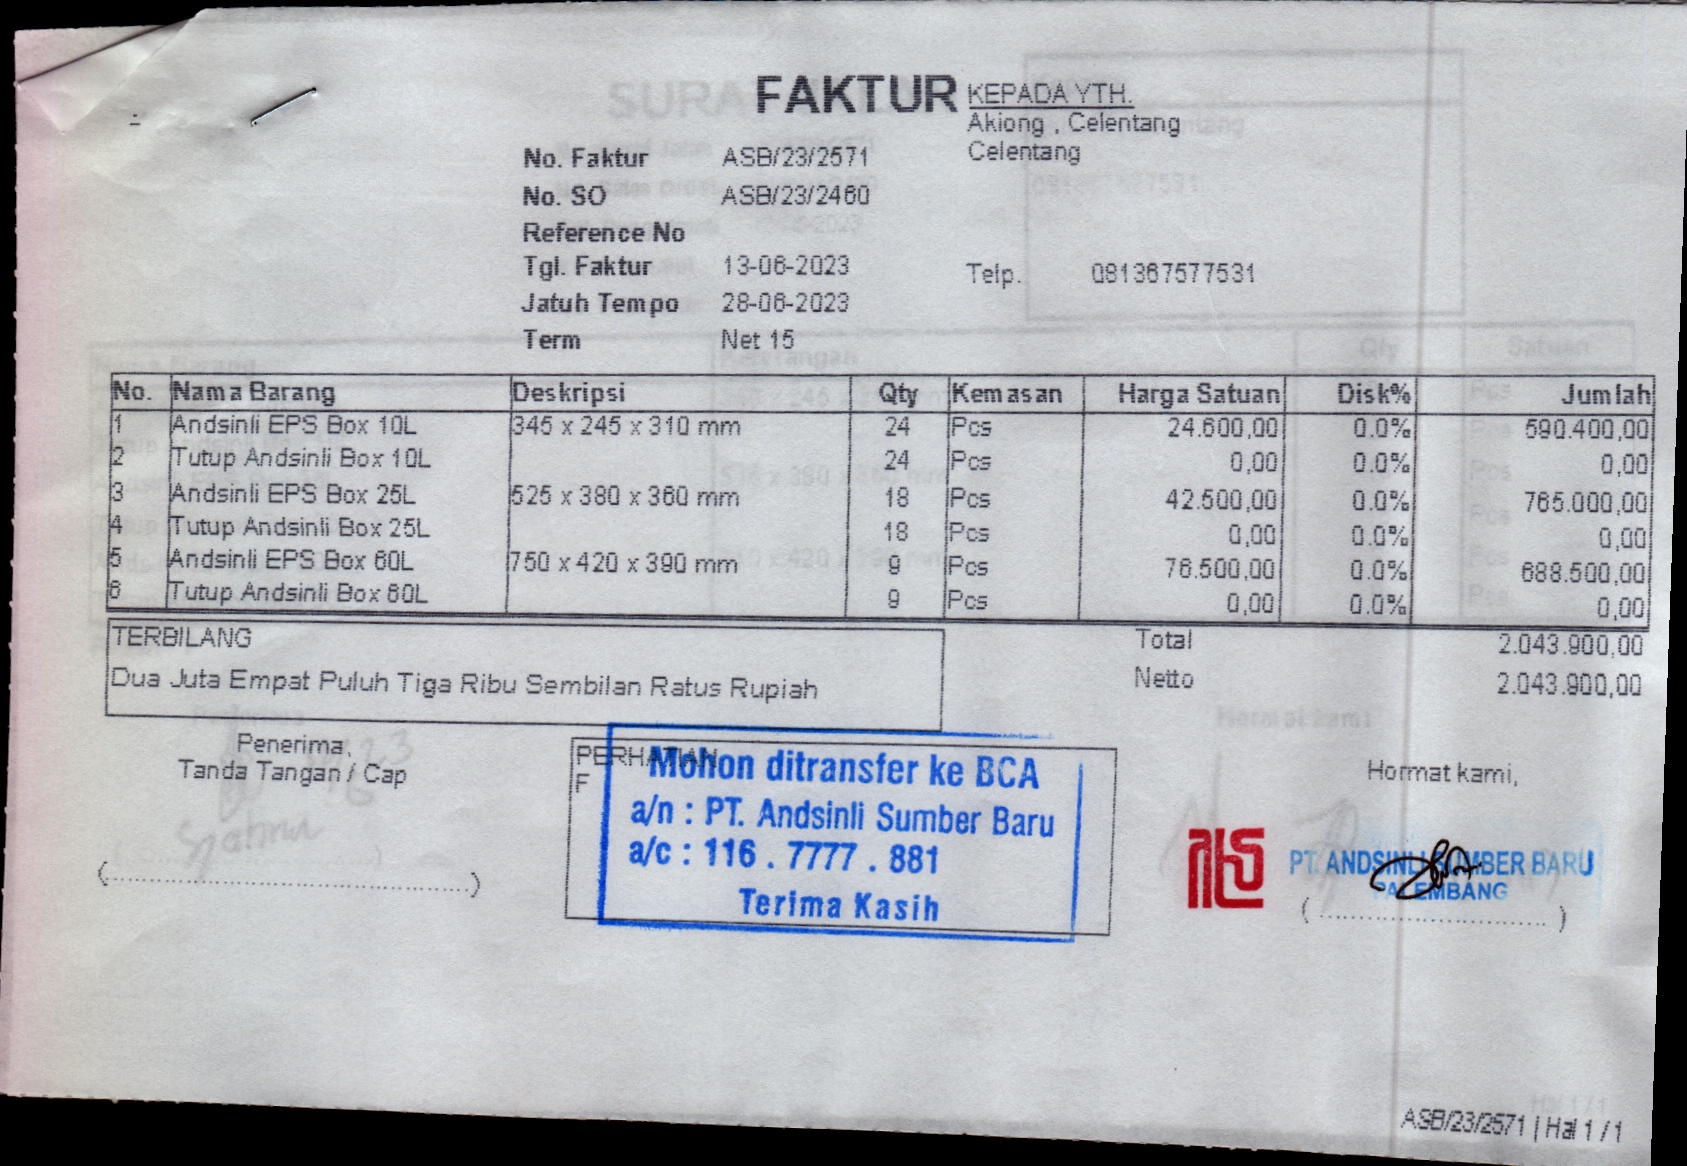 FAKTUR
No. Faktur ASB/23/2571
No. SO ASB/23/2460
Reference No
Tgl. Faktur 13-06-2023
Jatuh Tempo 28-06-2023
Term Net 15
KEPADA YTH.
Akiong , Celentang
Celentang
Telp. 081367577531
No. Nama Barang Deskripsi Qty Kemasan Harga Satuan Disk% Jumlah
1 Andsinli EPS Box 10L 345 x 245 x 310 mm 24 Pcs 24.600,00 0.0% 590.400,00
2 Tutup Andsinli Box 10L 24 Pcs 0,00 0.0% 0,00
3 Andsinli EPS Box 25L 525 x 380 x 360 mm 18 Pcs 42.500,00 0.0% 765.000,00
4 Tutup Andsinli Box 25L 18 Pcs 0,00 0.0% 0,00
5 Andsinli EPS Box 60L 750 x 420 x 390 mm 9 Pcs 76.500,00 0.0% 688.500,00
6 Tutup Andsinli Box 60L 9 Pcs 0,00 0.0% 0,00
TERBILANG
Dua Juta Empat Puluh Tiga Ribu Sembilan Ratus Rupiah
Total 2.043.900,00
Netto 2.043.900,00
Penerima,
Tanda Tangan / Cap
PERHATIAN
F
Mohon ditransfer ke BCA
a/n : PT. Andsinli Sumber Baru
a/c : 116 . 7777 . 881
Terima Kasih
Hormat kami,
PT. ANDSINLI SUMBER BARU
PALEMBANG
ASB/23/2571 | Hal 1 / 1